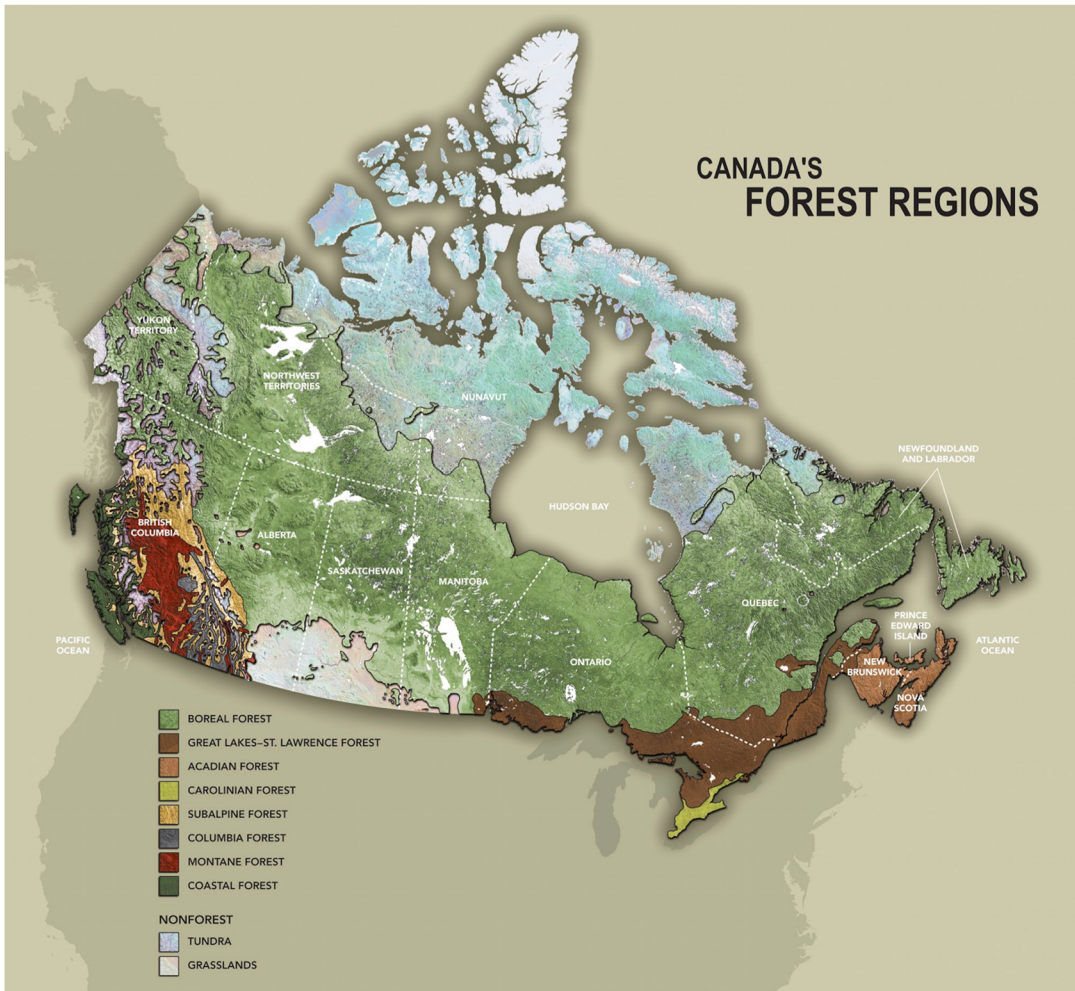 CANADA'S
FOREST REGIONS
YUKON
TERRITORY
NORTHWEST
TERRITORIES
NUNAVUT
NEWFOUNDLAND
AND LABRADOR
HUDSON BAY
BRITISH
COLUMBIA
ALBERTA
SASKATCHEWAN
MANITOBA
QUEBEC
PRINCE
EDWARD
ISLAND
PACIFIC
OCEAN
ATLANTIC
OCEAN
ONTARIO
NEW
BRUNSWICK
NOVA
SCOTIA
BOREAL FOREST
GREAT LAKES–ST. LAWRENCE FOREST
ACADIAN FOREST
CAROLINIAN FOREST
SUBALPINE FOREST
COLUMBIA FOREST
MONTANE FOREST
COASTAL FOREST
NONFOREST
TUNDRA
GRASSLANDS